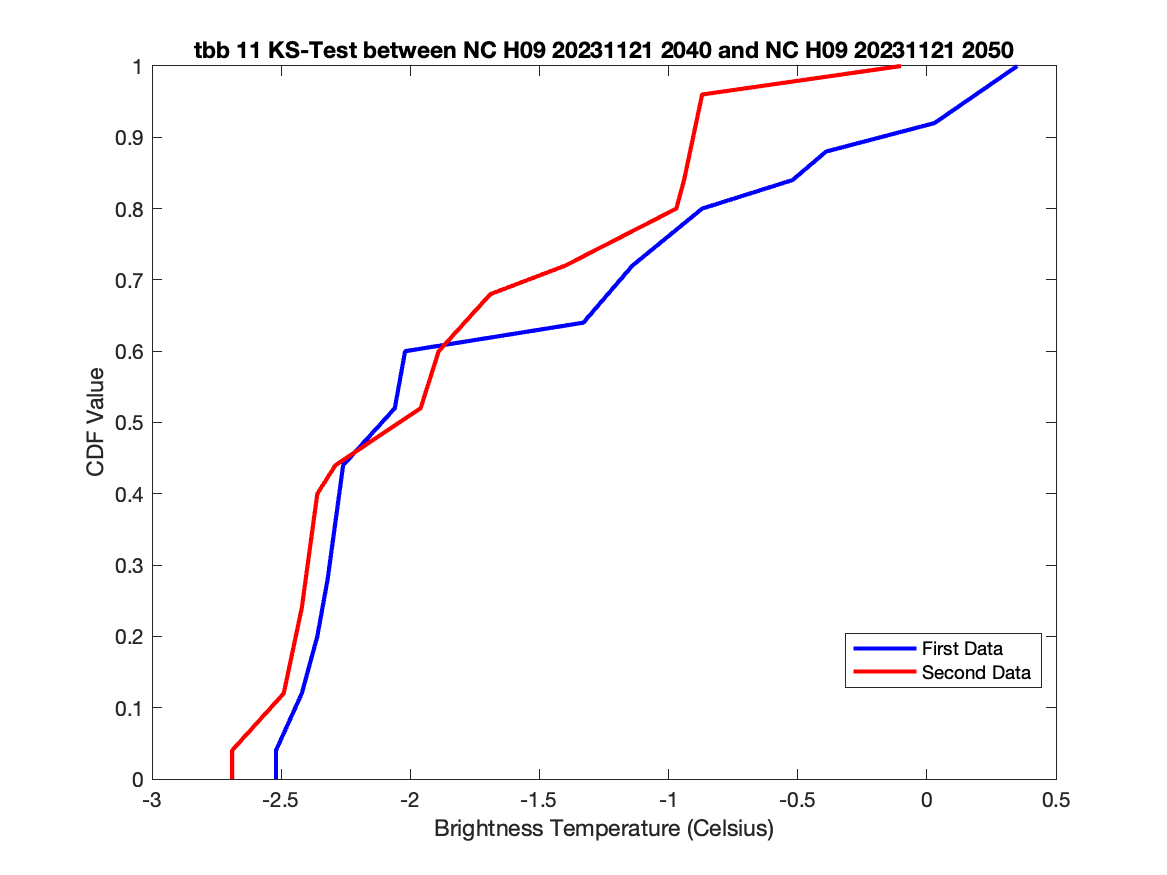 tbb 11 KS-Test between NC H09 20231121 2040 and NC H09 20231121 2050
1
0.9
0.8
0.7
0.6
0.5
0.4
0.3
0.2
0.1
0
CDF Value
First Data
Second Data
-3 -2.5 -2 -1.5 -1 -0.5 0 0.5
Brightness Temperature (Celsius)